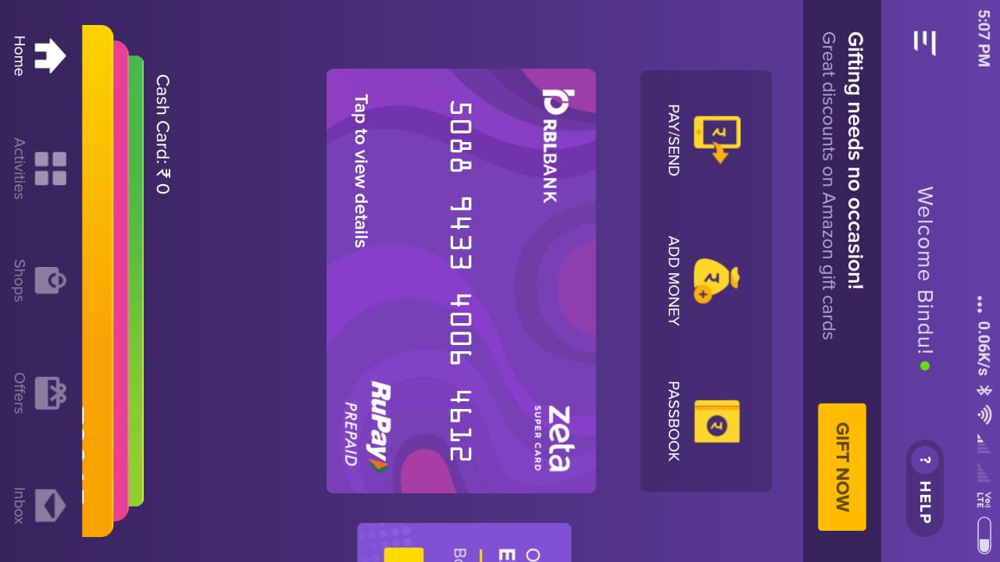 5:07 PM
... 0.06K/s
Vo))
LTE
Welcome Bindu!
? HELP
Gifting needs no occasion!
Great discounts on Amazon gift cards
GIFT NOW
PAY/SEND
ADD MONEY
PASSBOOK
RBLBANK
zeta
SUPER CARD
5088 9433 4006 4612
Tap to view details
RuPay
PREPAID
Cash Card: ₹ 0
Home
Activities
Shops
Offers
Inbox